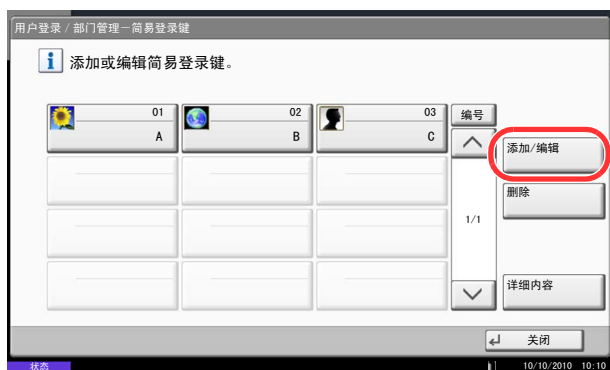 用户登录 / 部门管理－简易登录键
添加或编辑简易登录键。
01 02 03 编号
A B C
添加/编辑
删除
1/1
详细内容
关闭
状态 10/10/2010 10:10